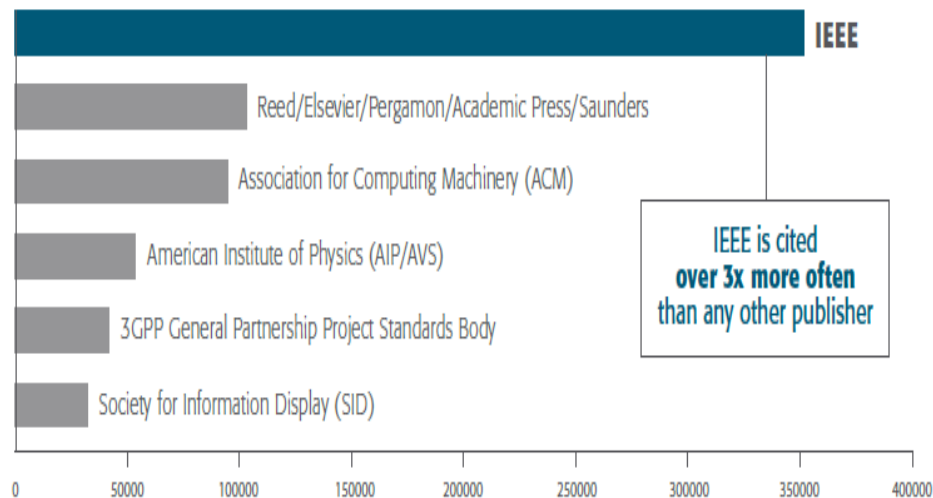 IEEE
Reed/Elsevier/Pergamon/Academic Press/Saunders
Association for Computing Machinery (ACM)
American Institute of Physics (AIP/AVS)
IEEE is cited
over 3x more often
than any other publisher
3GPP General Partnership Project Standards Body
Society for Information Display (SID)
0 50000 100000 150000 200000 250000 300000 350000 400000